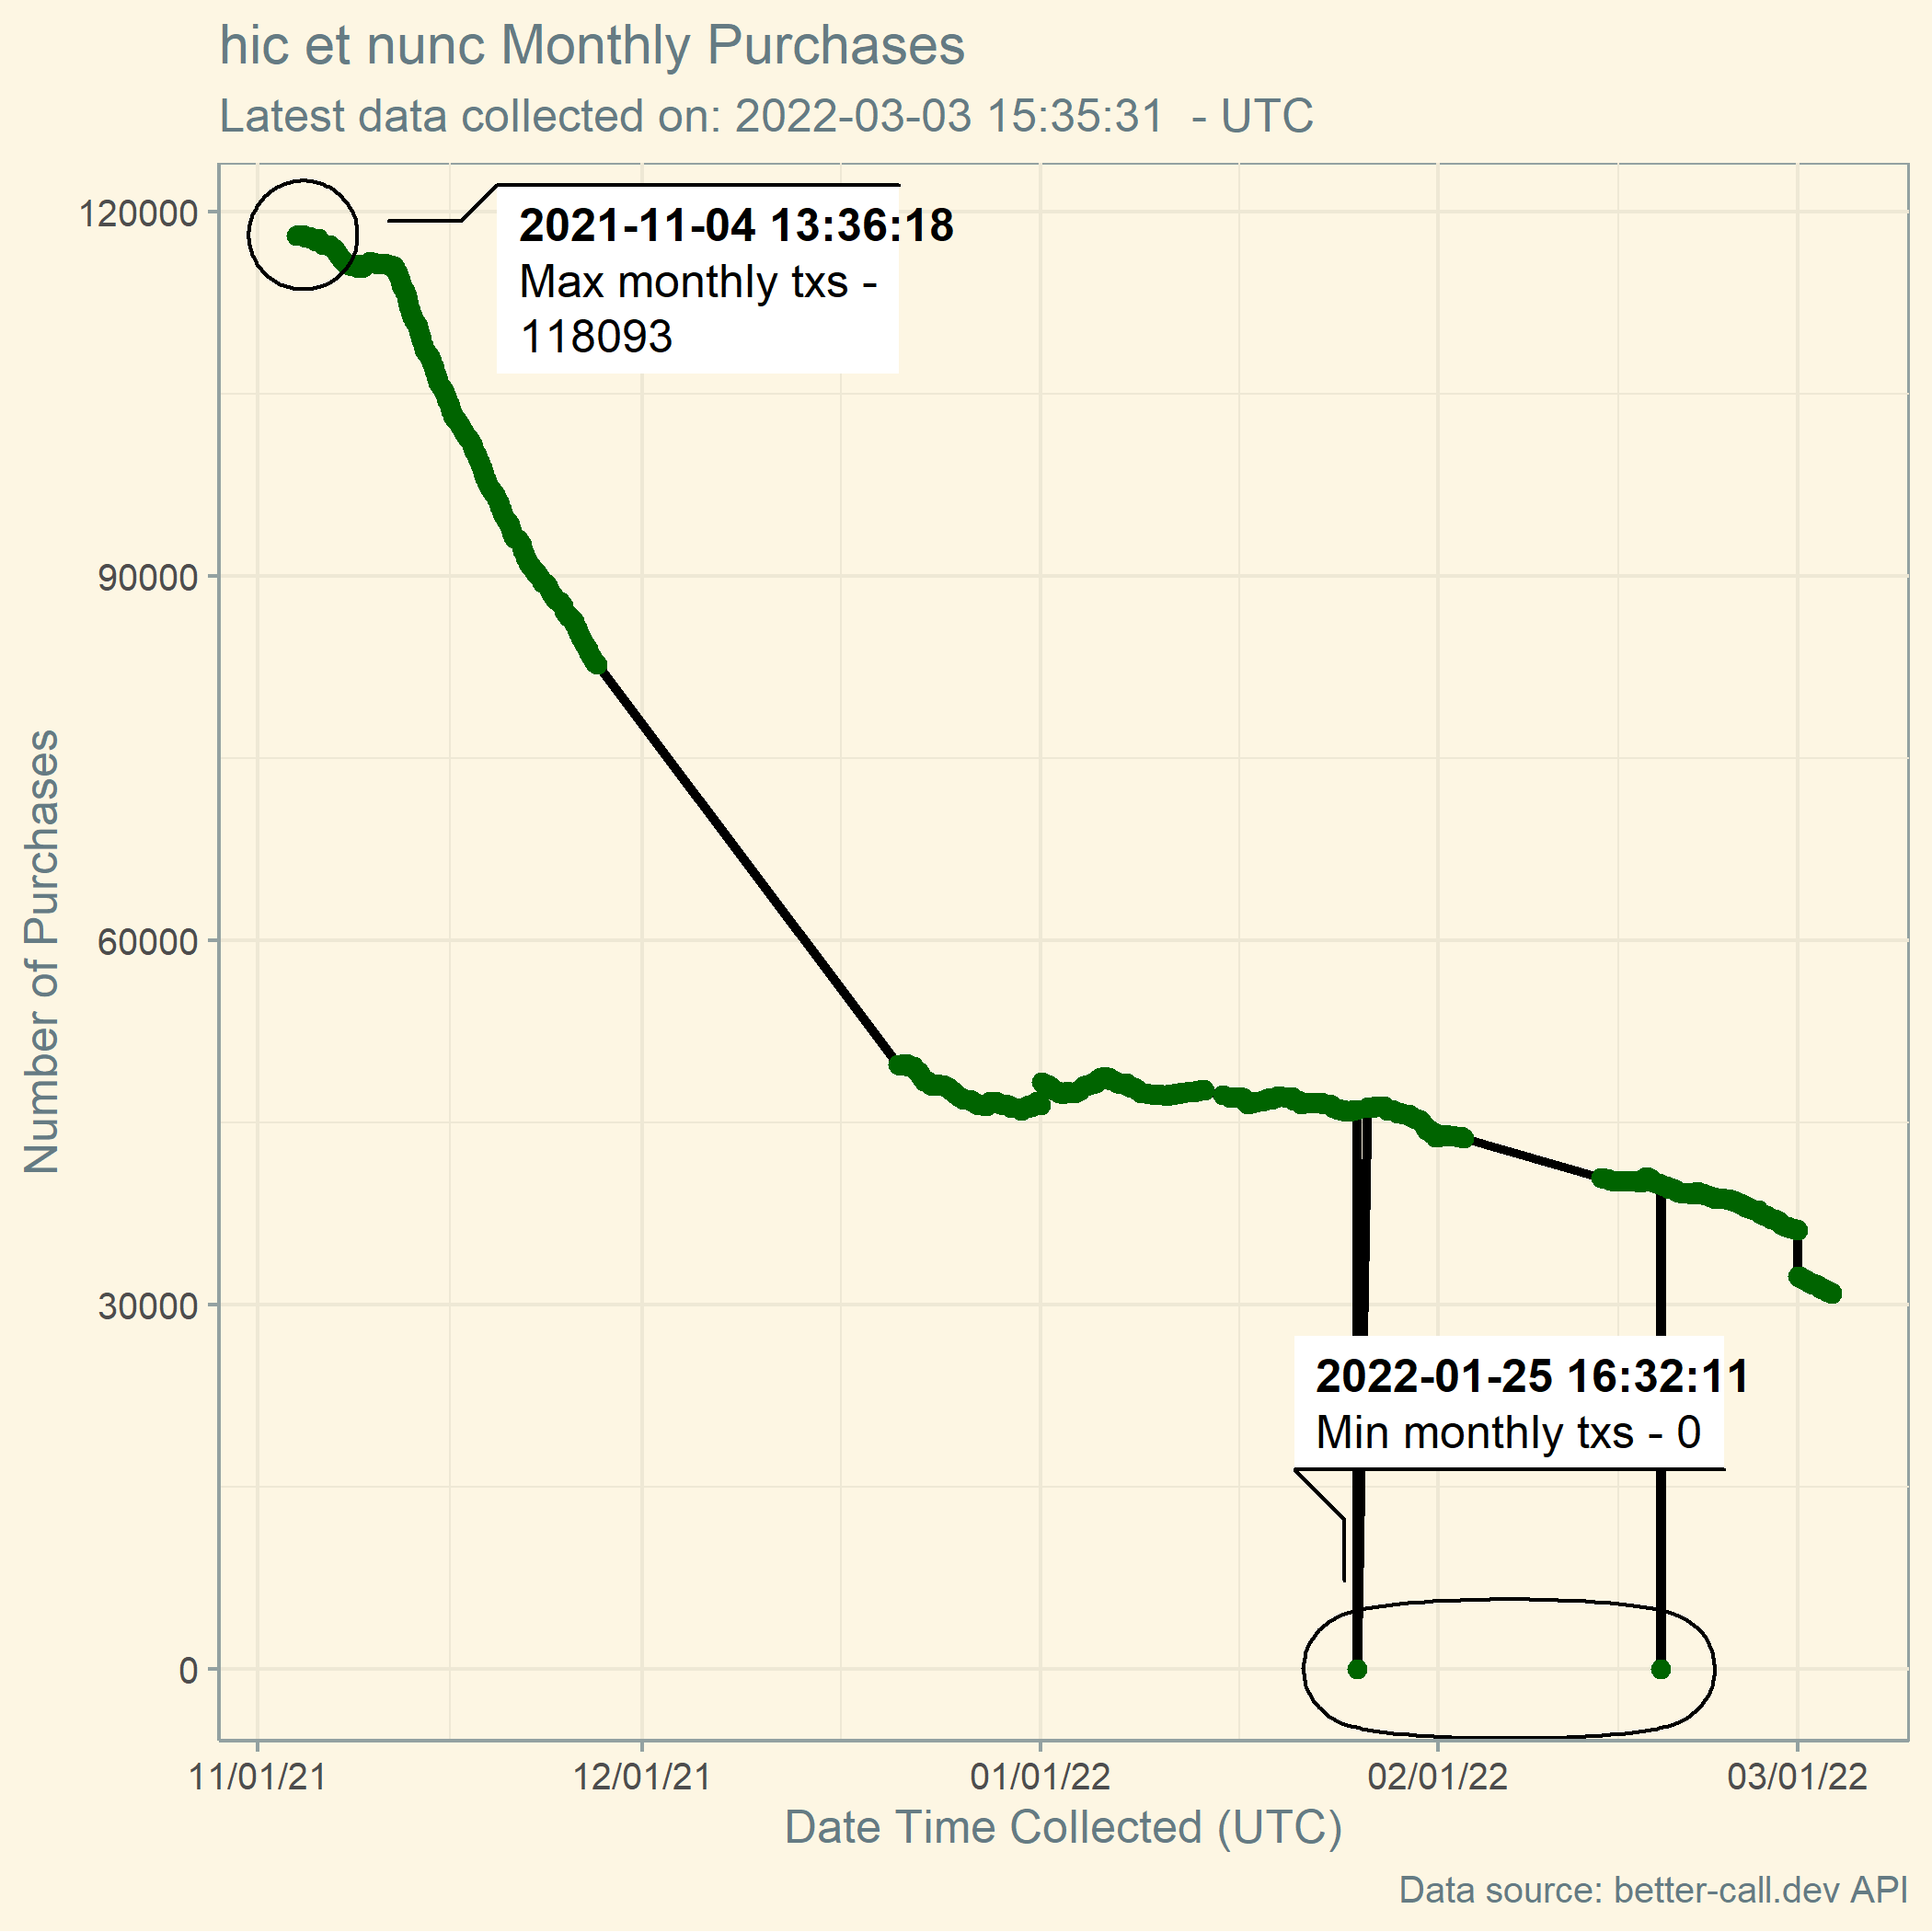 hic et nunc Monthly Purchases
Latest data collected on: 2022-03-03 15:35:31  - UTC
120000
90000
60000
30000
0
Number of Purchases
2021-11-04 13:36:18
Max monthly txs -
118093
2022-01-25 16:32:11
Min monthly txs - 0
11/01/21
12/01/21
01/01/22
02/01/22
03/01/22
Date Time Collected (UTC)
Data source: better-call.dev API